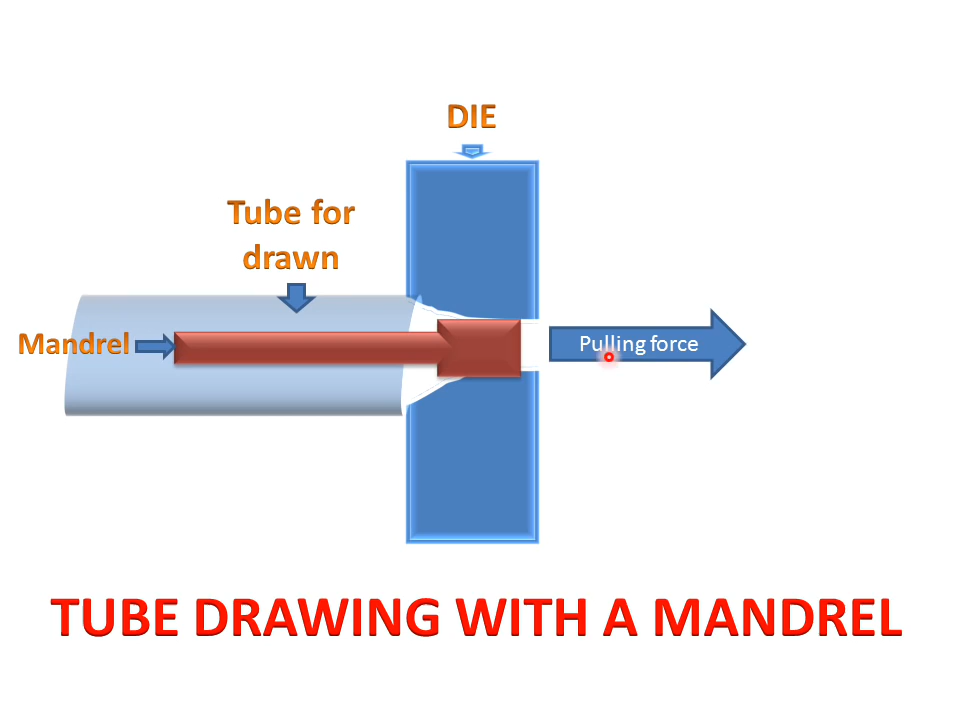 DIE
Tube for
drawn
Mandrel
Pulling force
TUBE DRAWING WITH A MANDREL